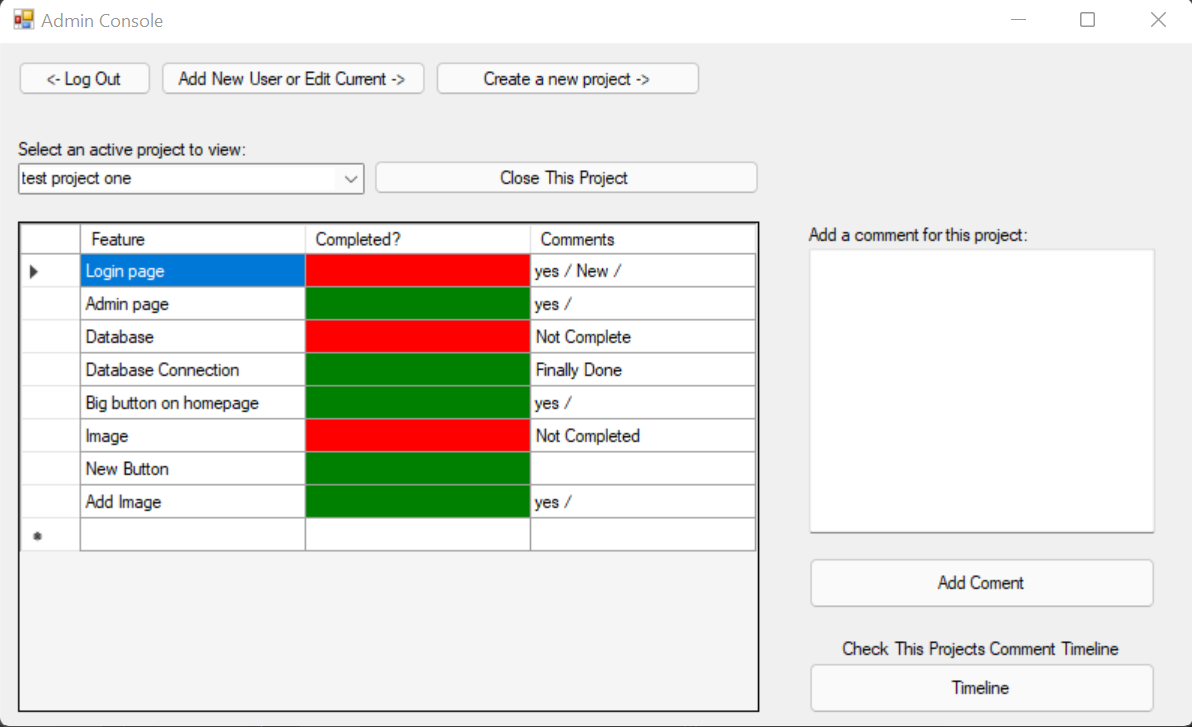 Admin Console
<- Log Out Add New User or Edit Current -> Create a new project ->
Select an active project to view:
test project one Close This Project
Feature Completed? Comments
Add a comment for this project:
Login page yes / New /
Admin page yes /
Database Not Complete
Database Connection Finally Done
Big button on homepage yes /
Image Not Completed
New Button
Add Image yes /
Add Coment
Check This Projects Comment Timeline
Timeline